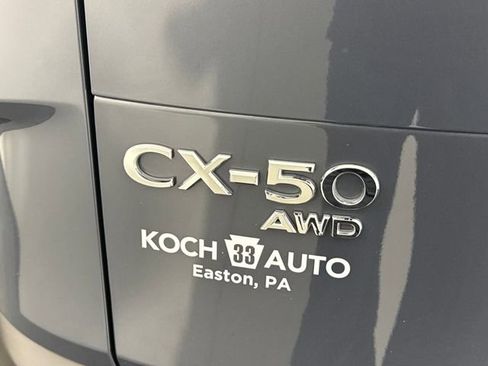 CX-50
AWD
KOCH 33 AUTO
Easton, PA